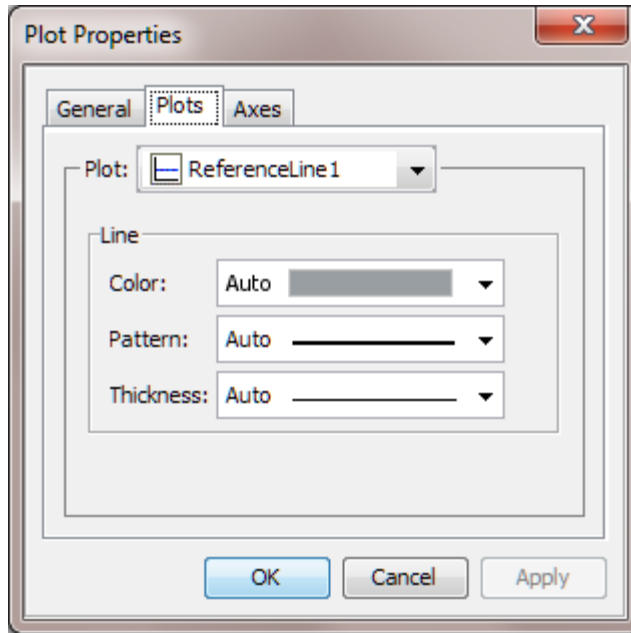 Plot Properties
General Plots Axes
Plot: ReferenceLine1
Line
Color: Auto
Pattern: Auto
Thickness: Auto
OK Cancel Apply